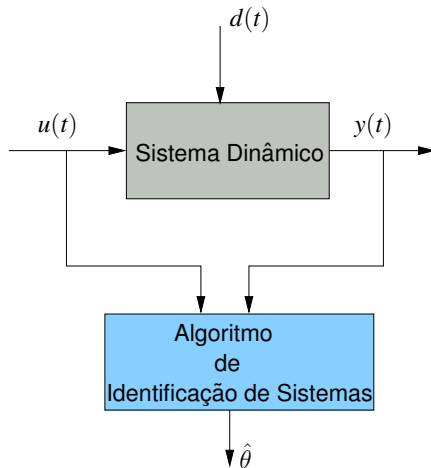 d(t)
u(t)
y(t)
Sistema Dinâmico
Algoritmo
de
Identificação de Sistemas
θ̂